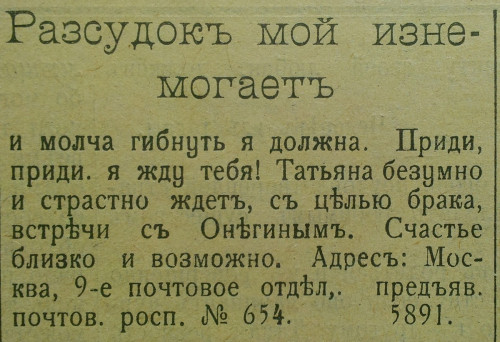 Разсудокъ мой изне-
могаетъ
и молча гибнуть я должна. Приди,
приди. я жду тебя! Татьяна безумно
и страстно ждетъ, съ цѣлью брака,
встрѣчи съ Онѣгинымъ. Счастье
близко и возможно. Адресъ: Мос-
ква, 9-е почтовое отдѣл,. предъяв.
почтов. росп. № 654. 5891.